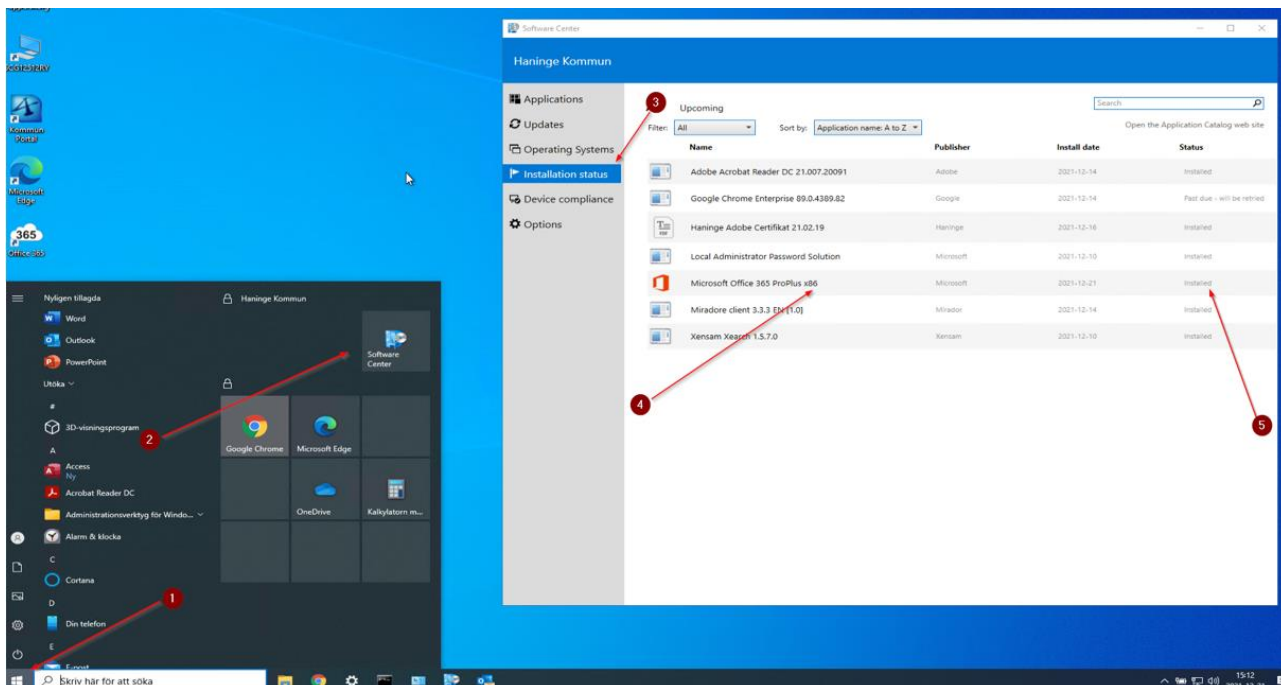 Kommun
Portal
Microsoft
Edge
365
Office 365
Nyligen tillagda
Word
Outlook
PowerPoint
Utöka
#
3D-visningsprogram
A
Access
Ny
Acrobat Reader DC
Administrationsverktyg för Windo...
Alarm & klocka
C
Cortana
D
Din telefon
E
E-post
Haninge Kommun
Software
Center
Google Chrome
Microsoft Edge
OneDrive
Kalkylatorn m...
1
2
Skriv här för att söka
15:12
Software Center
Haninge Kommun
Applications
Updates
Operating Systems
Installation status
Device compliance
Options
3
Upcoming
Search
Filter: All Sort by: Application name: A to Z
Open the Application Catalog web site
Name Publisher Install date Status
Adobe Acrobat Reader DC 21.007.20091 Adobe 2021-12-14 Installed
Google Chrome Enterprise 89.0.4389.82 Google 2021-12-14 Past due - will be retried
Haninge Adobe Certifikat 21.02.19 Haninge 2021-12-16 Installed
Local Administrator Password Solution Microsoft 2021-12-10 Installed
Microsoft Office 365 ProPlus x86 Microsoft 2021-12-21 Installed
Miradore client 3.3.3 EN [1.0] Mirador 2021-12-14 Installed
Xensam Xearch 1.5.7.0 Xensam 2021-12-10 Installed
4
5